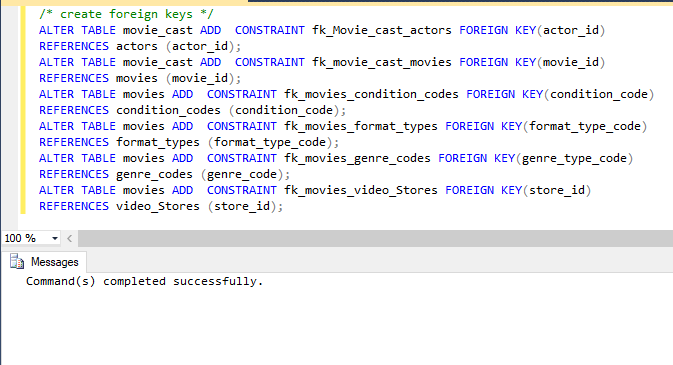 /* create foreign keys */
ALTER TABLE movie_cast ADD  CONSTRAINT fk_Movie_cast_actors FOREIGN KEY(actor_id)
REFERENCES actors (actor_id);
ALTER TABLE movie_cast ADD  CONSTRAINT fk_movie_cast_movies FOREIGN KEY(movie_id)
REFERENCES movies (movie_id);
ALTER TABLE movies ADD  CONSTRAINT fk_movies_condition_codes FOREIGN KEY(condition_code)
REFERENCES condition_codes (condition_code);
ALTER TABLE movies ADD  CONSTRAINT fk_movies_format_types FOREIGN KEY(format_type_code)
REFERENCES format_types (format_type_code);
ALTER TABLE movies ADD  CONSTRAINT fk_movies_genre_codes FOREIGN KEY(genre_type_code)
REFERENCES genre_codes (genre_code);
ALTER TABLE movies ADD  CONSTRAINT fk_movies_video_Stores FOREIGN KEY(store_id)
REFERENCES video_Stores (store_id);
100 %
Messages
Command(s) completed successfully.